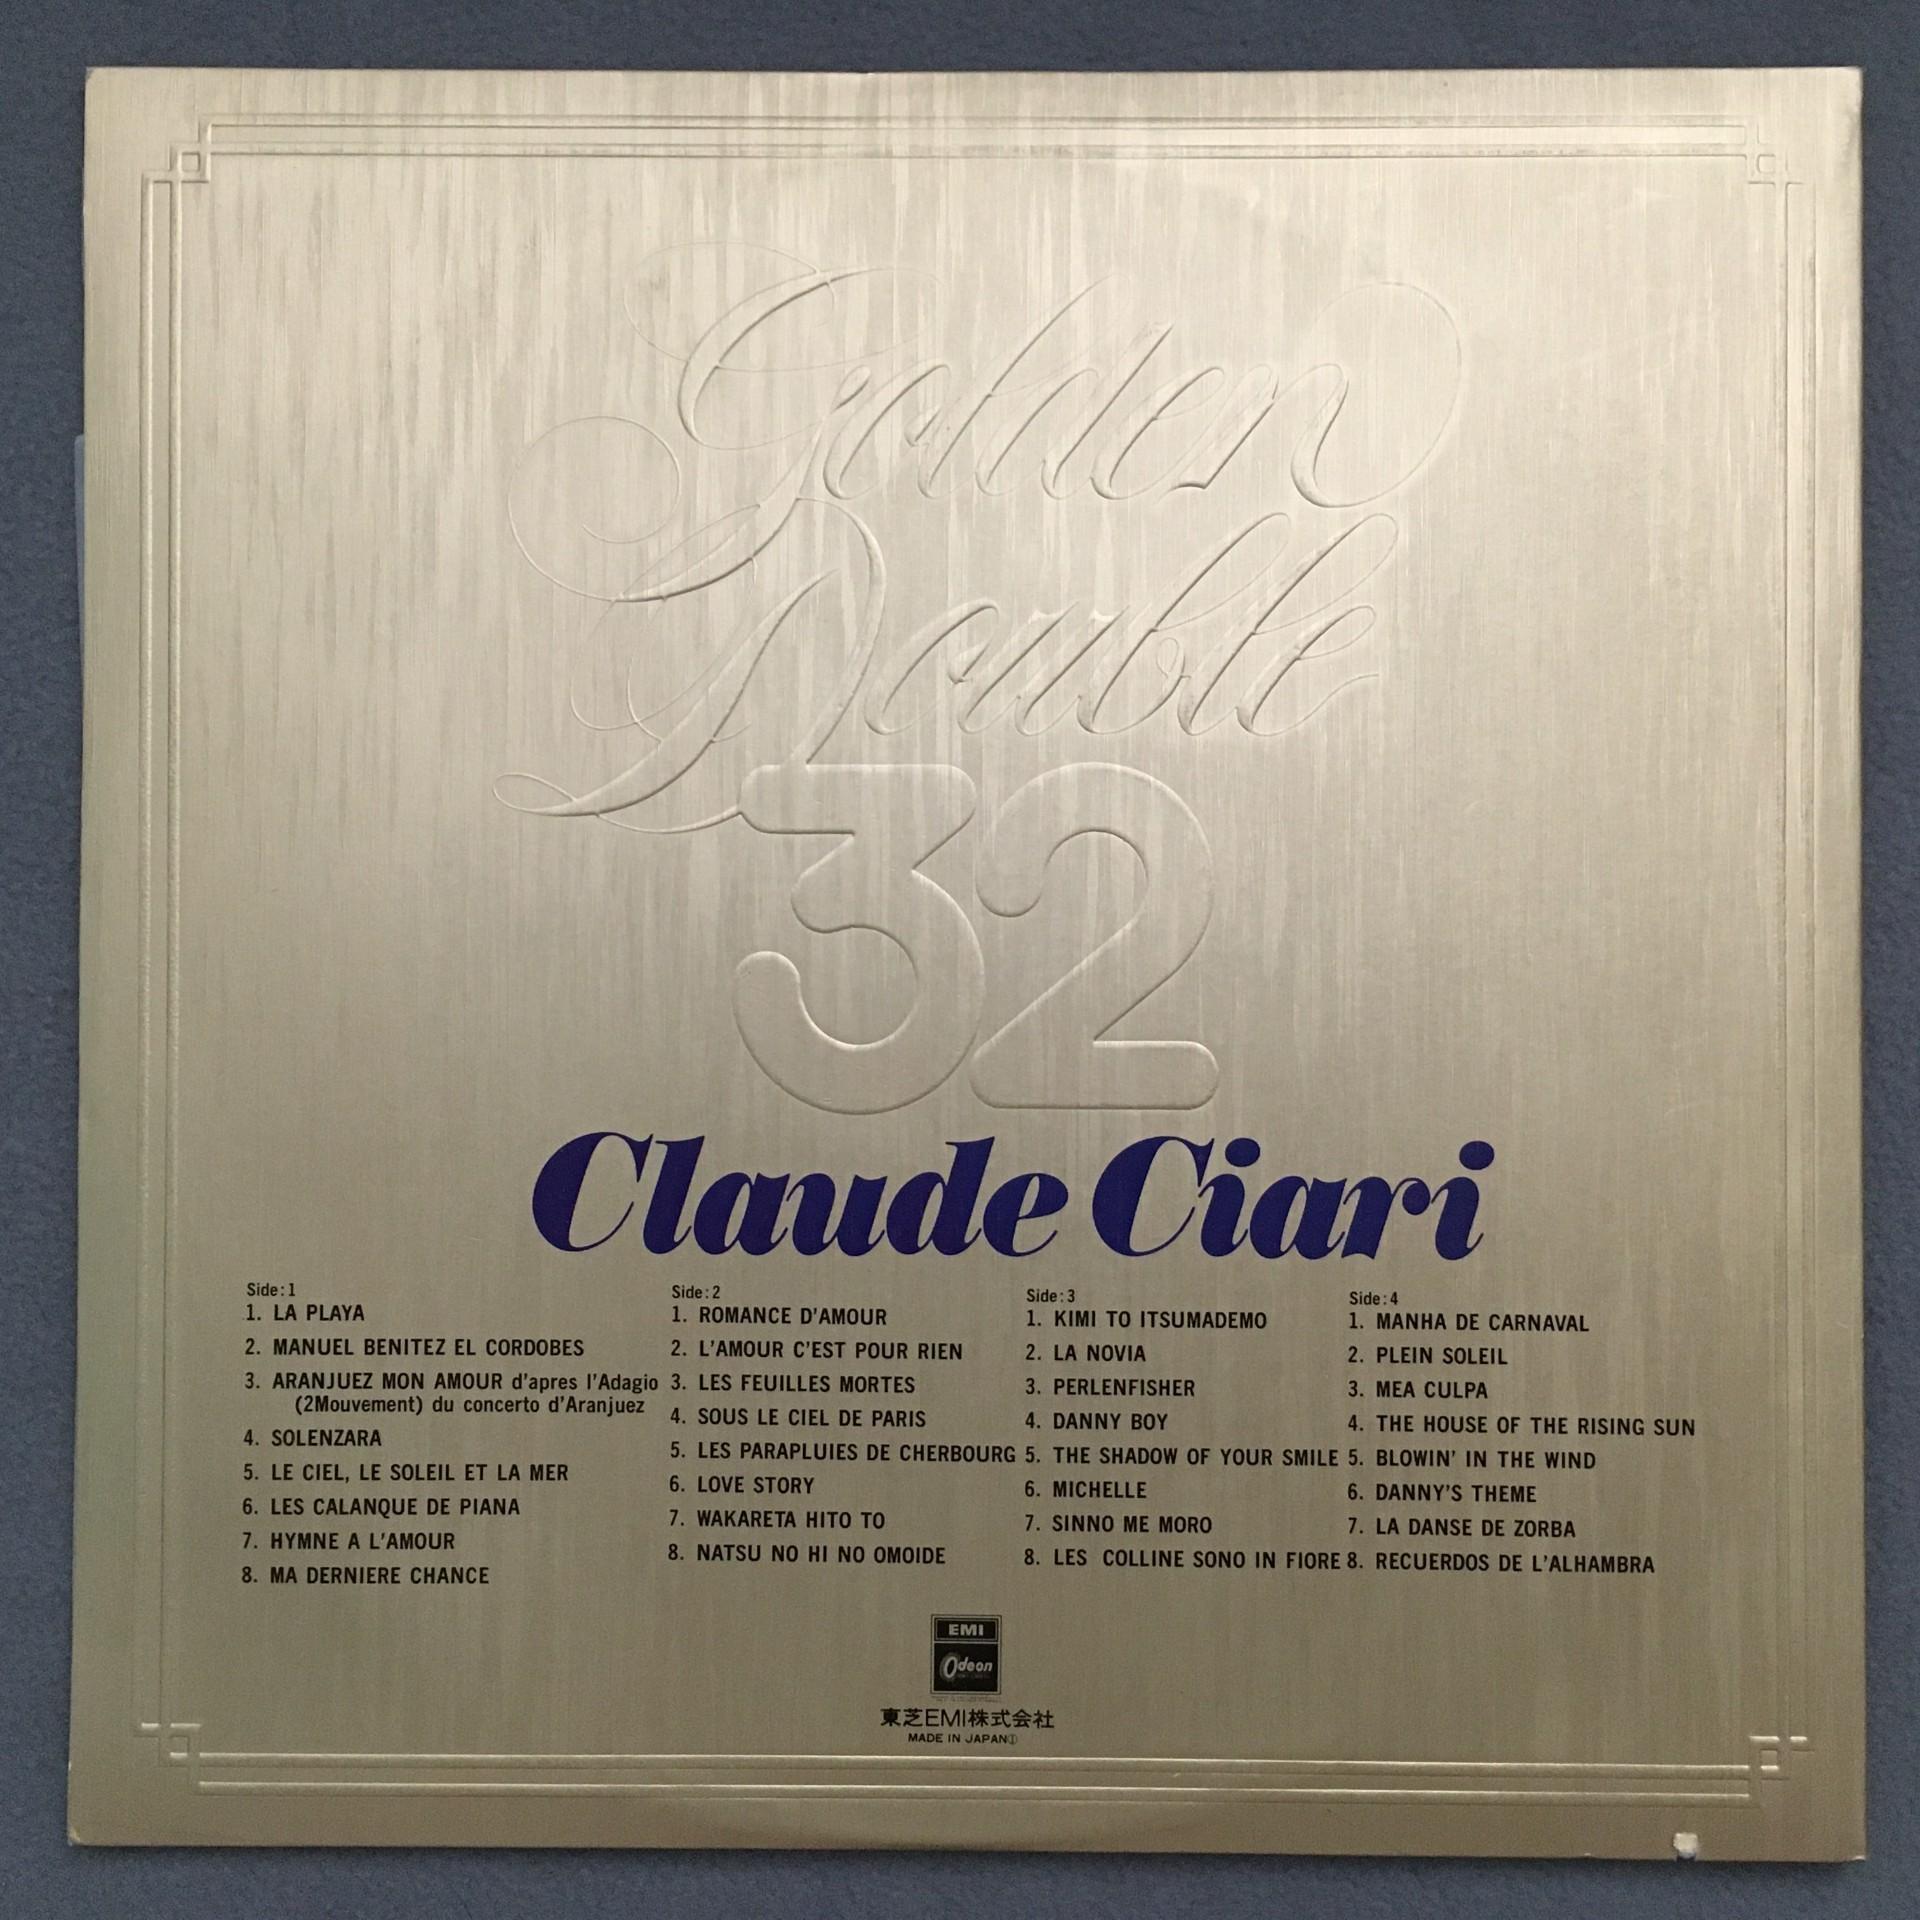 Golden
Double
32
Claude Ciari
Side:1
1. LA PLAYA
2. MANUEL BENITEZ EL CORDOBES
3. ARANJUEZ MON AMOUR d'apres l'Adagio
(2Mouvement) du concerto d'Aranjuez
4. SOLENZARA
5. LE CIEL, LE SOLEIL ET LA MER
6. LES CALANQUE DE PIANA
7. HYMNE A L'AMOUR
8. MA DERNIERE CHANCE
Side:2
1. ROMANCE D'AMOUR
2. L'AMOUR C'EST POUR RIEN
3. LES FEUILLES MORTES
4. SOUS LE CIEL DE PARIS
5. LES PARAPLUIES DE CHERBOURG
6. LOVE STORY
7. WAKARETA HITO TO
8. NATSU NO HI NO OMOIDE
Side:3
1. KIMI TO ITSUMADEMO
2. LA NOVIA
3. PERLENFISHER
4. DANNY BOY
5. THE SHADOW OF YOUR SMILE
6. MICHELLE
7. SINNO ME MORO
8. LES COLLINE SONO IN FIORE
Side:4
1. MANHA DE CARNAVAL
2. PLEIN SOLEIL
3. MEA CULPA
4. THE HOUSE OF THE RISING SUN
5. BLOWIN' IN THE WIND
6. DANNY'S THEME
7. LA DANSE DE ZORBA
8. RECUERDOS DE L'ALHAMBRA
EMI
Odeon
東芝EMI株式会社
MADE IN JAPAN①